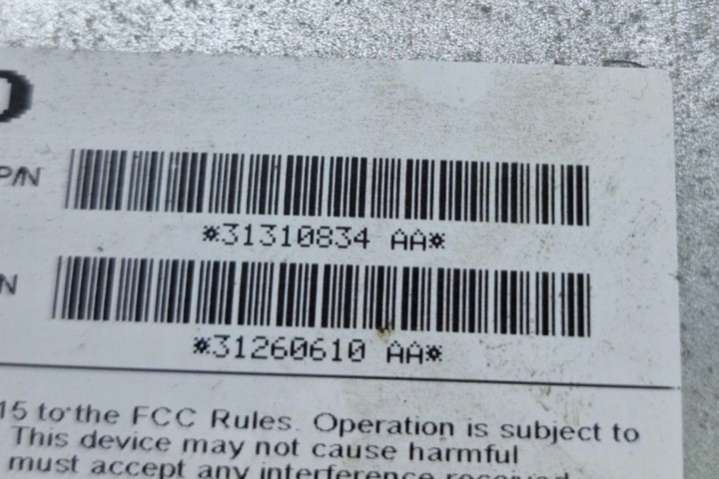 P/N
*31310834 AA*
N
*31260610 AA*
15 to the FCC Rules. Operation is subject to
This device may not cause harmful
must accept any interference received